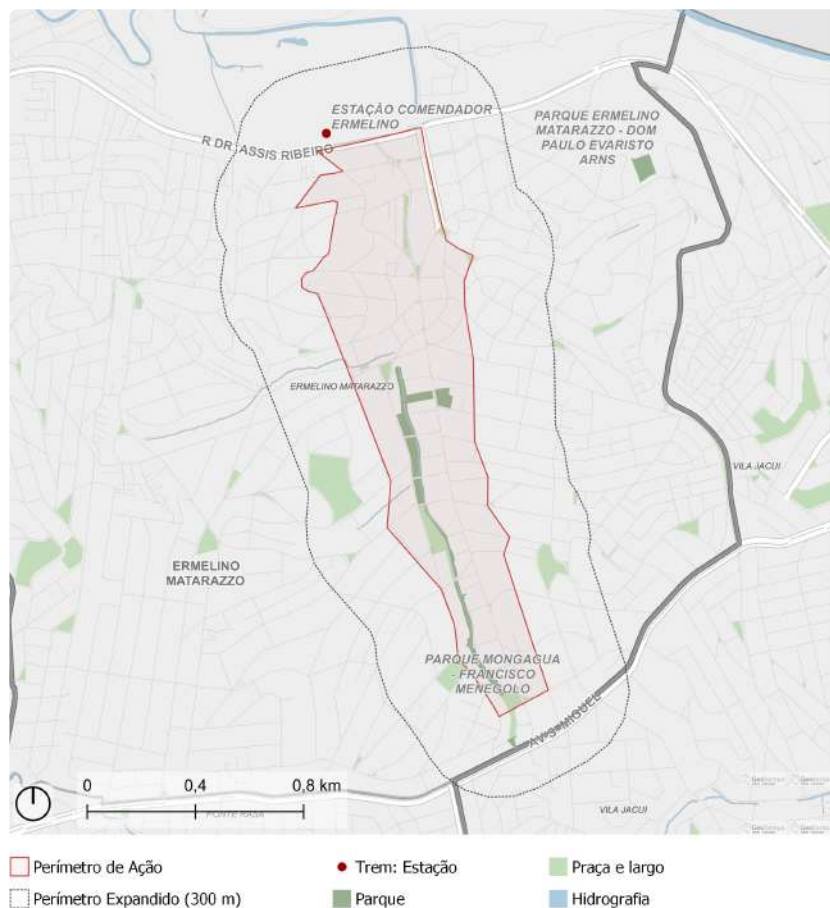 ESTAÇÃO COMENDADOR
ERMELINO
R DR. ASSIS RIBEIRO
PARQUE ERMELINO
MATARAZZO - DOM
PAULO EVARISTO
ARNS
ERMELINO MATARAZZO
VILA JACUI
ERMELINO
MATARAZZO
PARQUE MONGAGUA
- FRANCISCO
MENEGOLO
AV S MIGUEL
0 0,4 0,8 km
PONTE RASA
VILA JACUI
Perímetro de Ação
Trem: Estação
Praça e largo
Perímetro Expandido (300 m)
Parque
Hidrografia